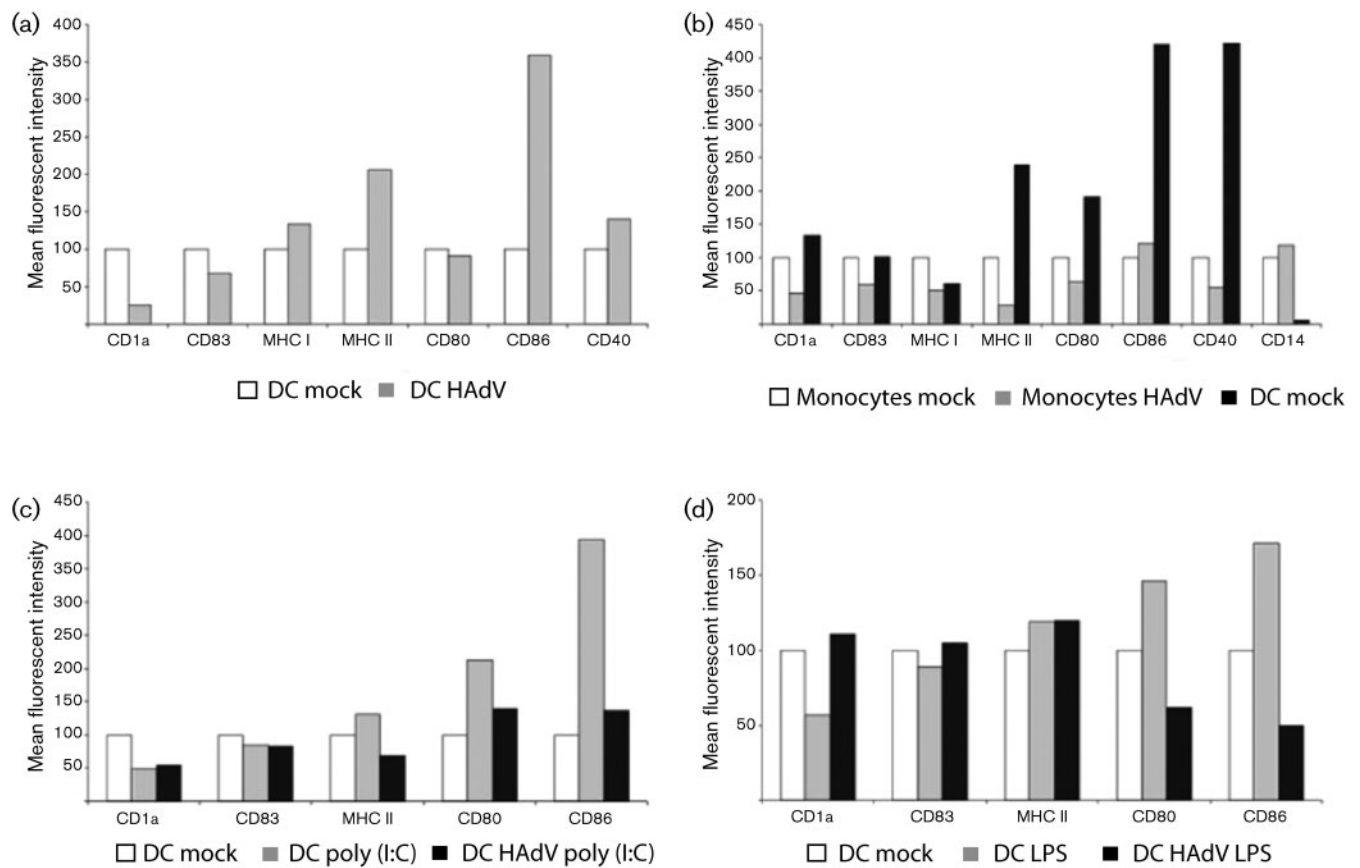 (a)
Mean fluorescent intensity
400
350
300
250
200
150
100
50
CD1a CD83 MHC I MHC II CD80 CD86 CD40
DC mock DC HAdV
(b)
Mean fluorescent intensity
450
400
350
300
250
200
150
100
50
CD1a CD83 MHC I MHC II CD80 CD86 CD40 CD14
Monocytes mock Monocytes HAdV DC mock
(c)
Mean fluorescent intensity
450
400
350
300
250
200
150
100
50
CD1a CD83 MHC II CD80 CD86
DC mock DC poly (I:C) DC HAdV poly (I:C)
(d)
Mean fluorescent intensity
200
150
100
50
CD1a CD83 MHC II CD80 CD86
DC mock DC LPS DC HAdV LPS